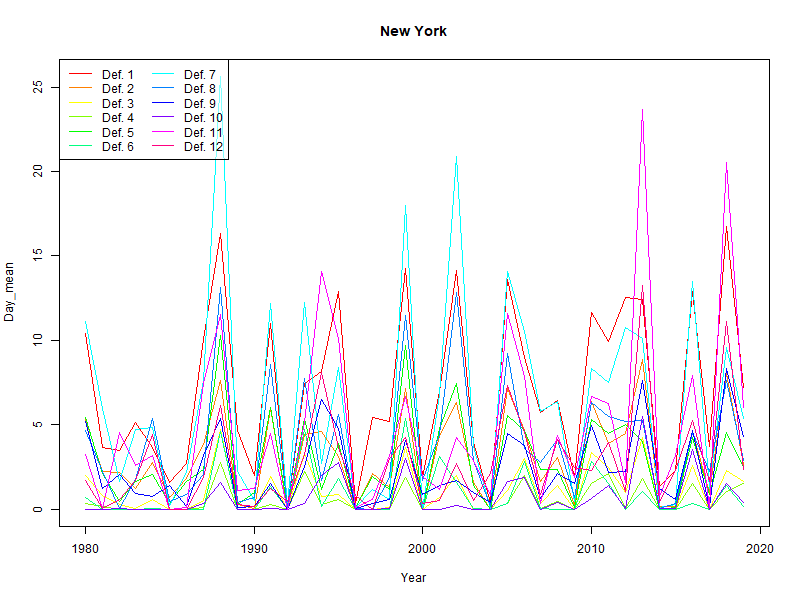 New York
Def. 1 Def. 7
Def. 2 Def. 8
Def. 3 Def. 9
Def. 4 Def. 10
Def. 5 Def. 11
Def. 6 Def. 12
25
20
15
10
5
0
Day_mean
1980 1990 2000 2010 2020
Year